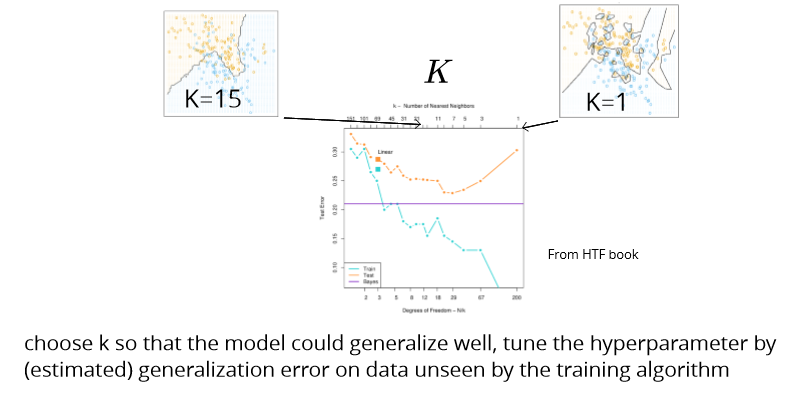 K=15
K
K=1
k – Number of Nearest Neighbors
151 101 69 45 31 21 11 7 5 3 1
Linear
Test Error
0.30
0.25
0.20
0.15
0.10
Train
Test
Bayes
2 3 5 8 12 18 29 67 200
Degrees of Freedom – N/k
From HTF book
choose k so that the model could generalize well, tune the hyperparameter by
(estimated) generalization error on data unseen by the training algorithm